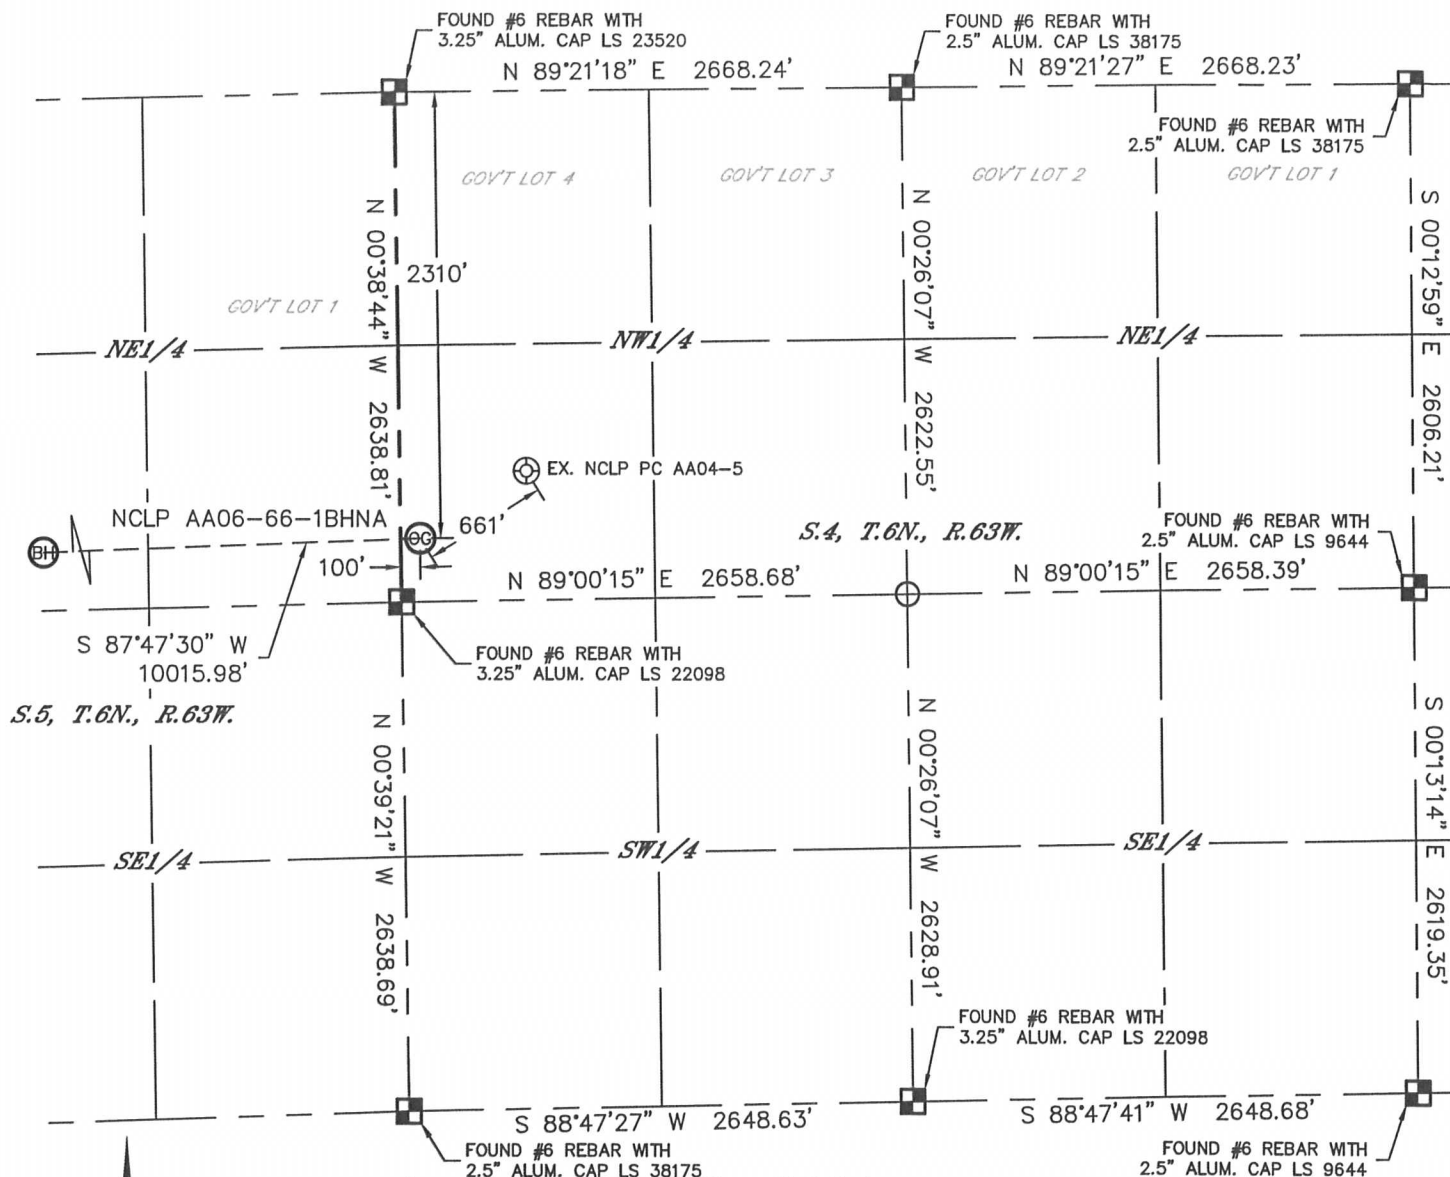 FOUND #6 REBAR WITH
3.25" ALUM. CAP LS 23520
FOUND #6 REBAR WITH
2.5" ALUM. CAP LS 38175
N 89°21'18" E 2668.24'
N 89°21'27" E 2668.23'
FOUND #6 REBAR WITH
2.5" ALUM. CAP LS 38175
GOV'T LOT 4
GOV'T LOT 3
GOV'T LOT 2
GOV'T LOT 1
N 00°38'44" W 2638.81'
2310'
N 00°26'07" W 2622.55'
S 00°12'59" E 2606.21'
GOV'T LOT 1
NE1/4
NW1/4
NE1/4
EX. NCLP PC AA04-5
NCLP AA06-66-1BHNA
661'
S.4, T.6N., R.63W.
FOUND #6 REBAR WITH
2.5" ALUM. CAP LS 9644
BH
OG
100'
N 89°00'15" E 2658.68'
N 89°00'15" E 2658.39'
S 87°47'30" W
10015.98'
FOUND #6 REBAR WITH
3.25" ALUM. CAP LS 22098
S.5, T.6N., R.63W.
N 00°39'21" W 2638.69'
N 00°26'07" W 2628.91'
S 00°13'14" E 2619.35'
SE1/4
SW1/4
SE1/4
FOUND #6 REBAR WITH
3.25" ALUM. CAP LS 22098
S 88°47'27" W 2648.63'
S 88°47'41" W 2648.68'
FOUND #6 REBAR WITH
2.5" ALUM. CAP LS 38175
FOUND #6 REBAR WITH
2.5" ALUM. CAP LS 9644